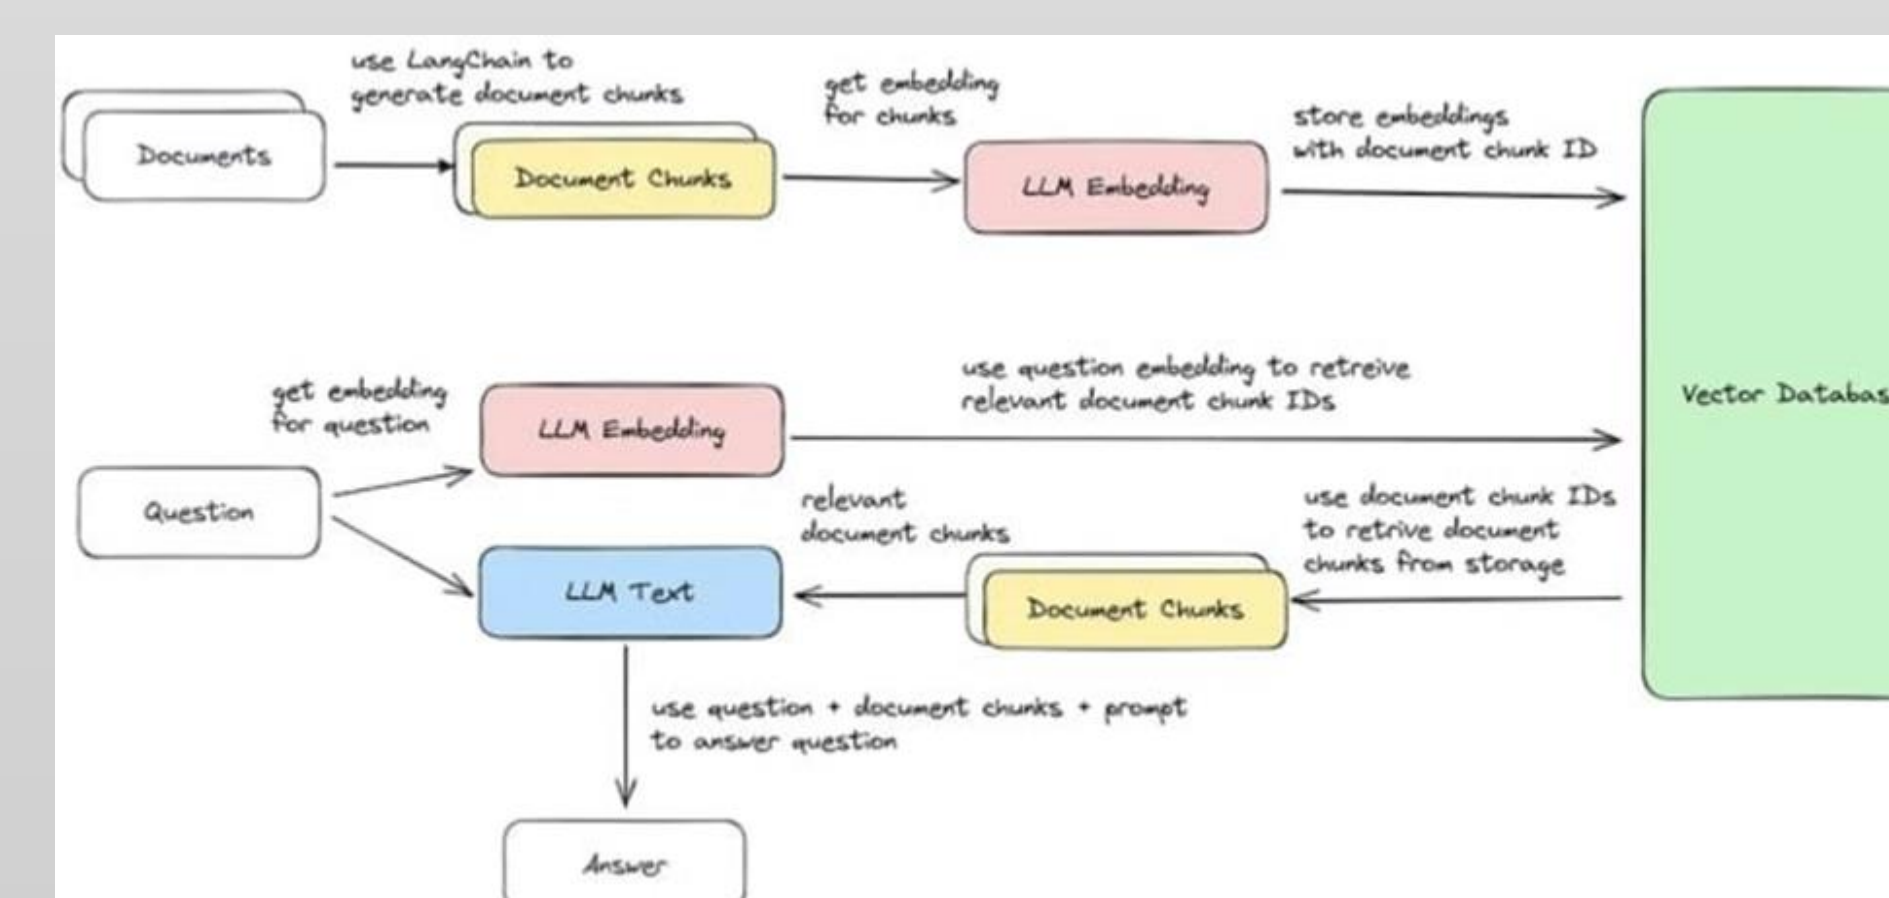 use LangChain to
generate document chunks
get embedding
for chunks
store embeddings
with document chunk ID
Documents
Document Chunks
LLM Embedding
use question embedding to retreive
relevant document chunk IDs
get embedding
for question
LLM Embedding
Vector Databas
Question
relevant
document chunks
use document chunk IDs
to retrive document
chunks from storage
LLM Text
Document Chunks
use question + document chunks + prompt
to answer question
Answer